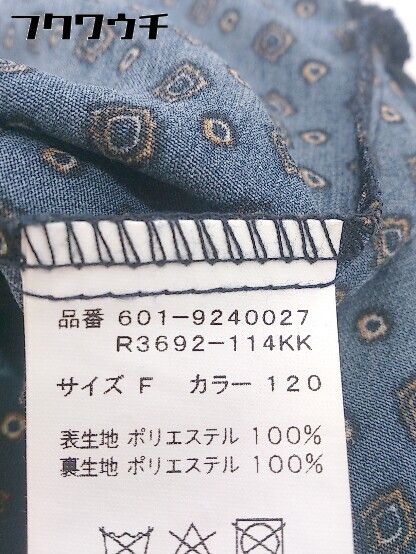 フクワウチ
品番 601-9240027
R3692-114KK
サイズ F カラー 120
表生地 ポリエステル 100%
裏生地 ポリエステル 100%